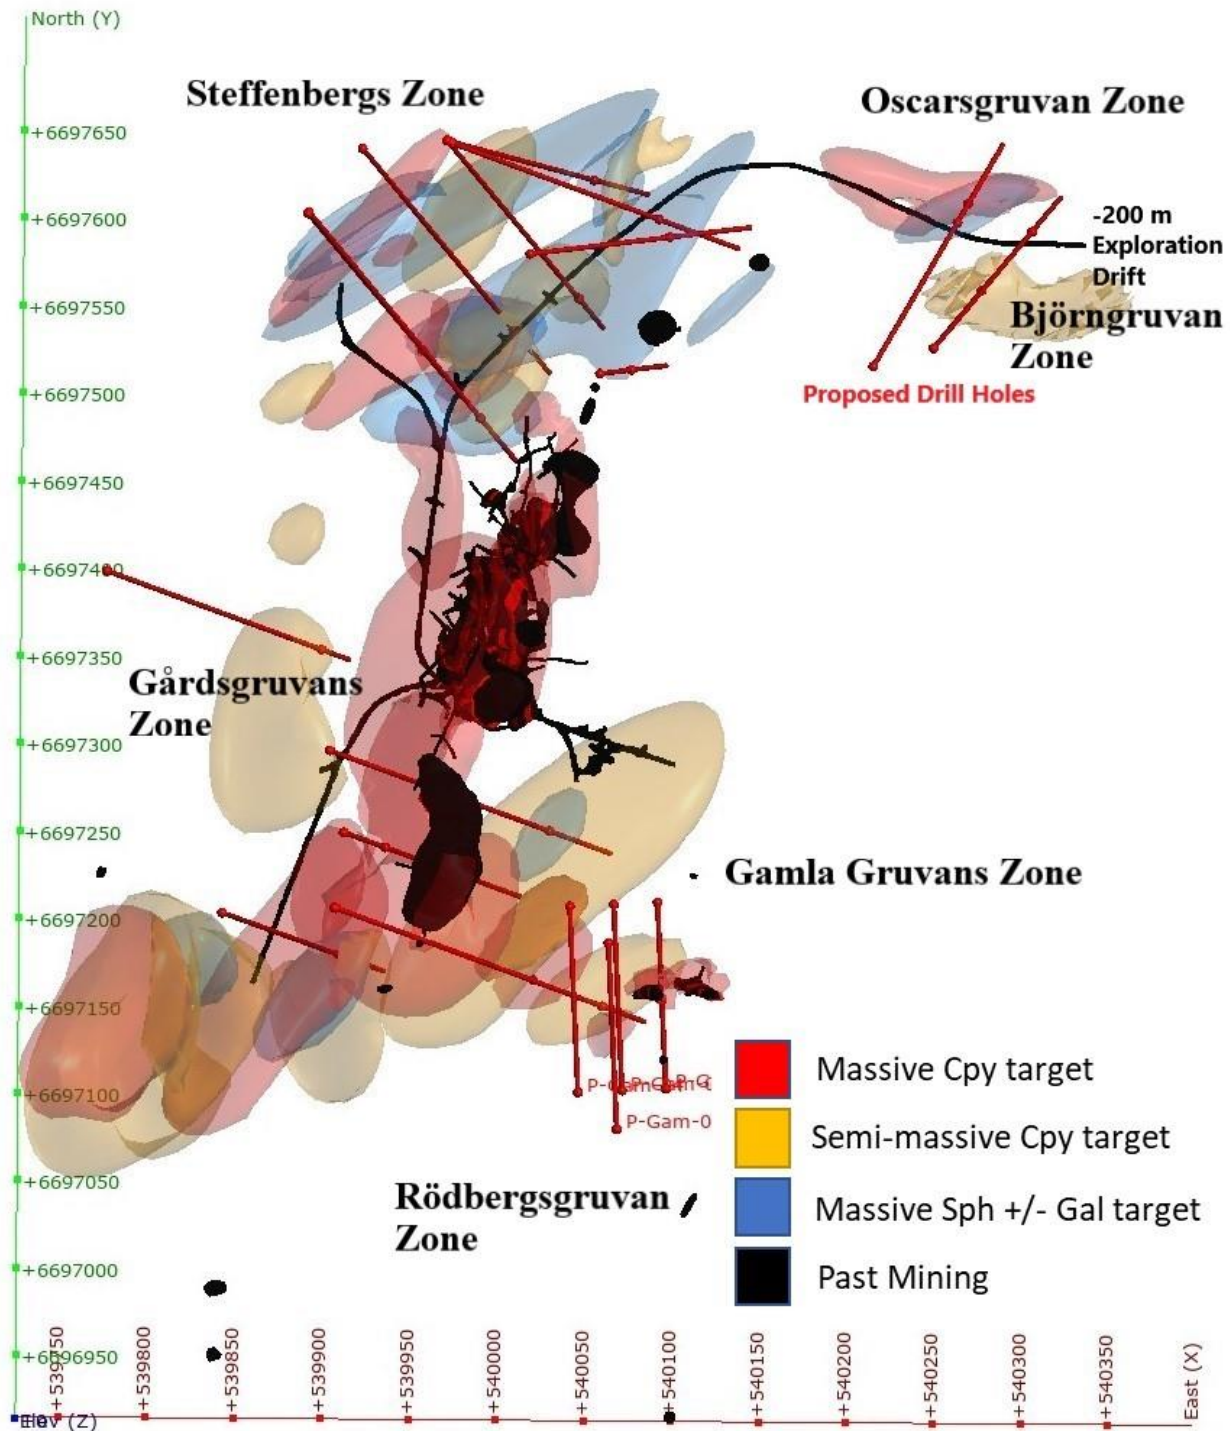 North (Y)
Steffenbergs Zone
Oscarsgruvan Zone
+6697650
+6697600
-200 m
Exploration
Drift
+6697550
Björngruvan
Zone
+6697500
Proposed Drill Holes
+6697450
+6697400
+6697350
Gårdsgruvans
Zone
+6697300
+6697250
Gamla Gruvans Zone
+6697200
+6697150
+6697100
P-Gam-0
Massive Cpy target
Semi-massive Cpy target
+6697050
Rödbergsgruvan
Zone
Massive Sph +/- Gal target
Past Mining
+6697000
+6696950
+539750
+539800
+539850
+539900
+539950
+540000
+540050
+540100
+540150
+540200
+540250
+540300
+540350
East (X)
Elev (Z)